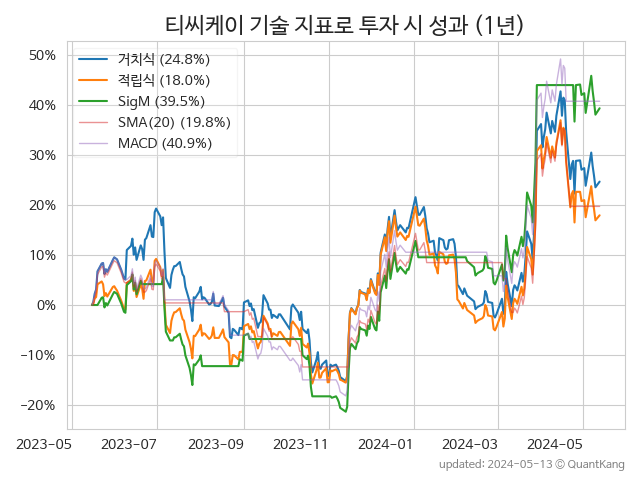 티씨케이 기술 지표로 투자 시 성과 (1년)
50%
40%
30%
20%
10%
0%
−10%
−20%
거치식 (24.8%)
적립식 (18.0%)
SigM (39.5%)
SMA(20) (19.8%)
MACD (40.9%)
2023-05
2023-07
2023-09
2023-11
2024-01
2024-03
2024-05
updated: 2024-05-13 ⓒ QuantKang